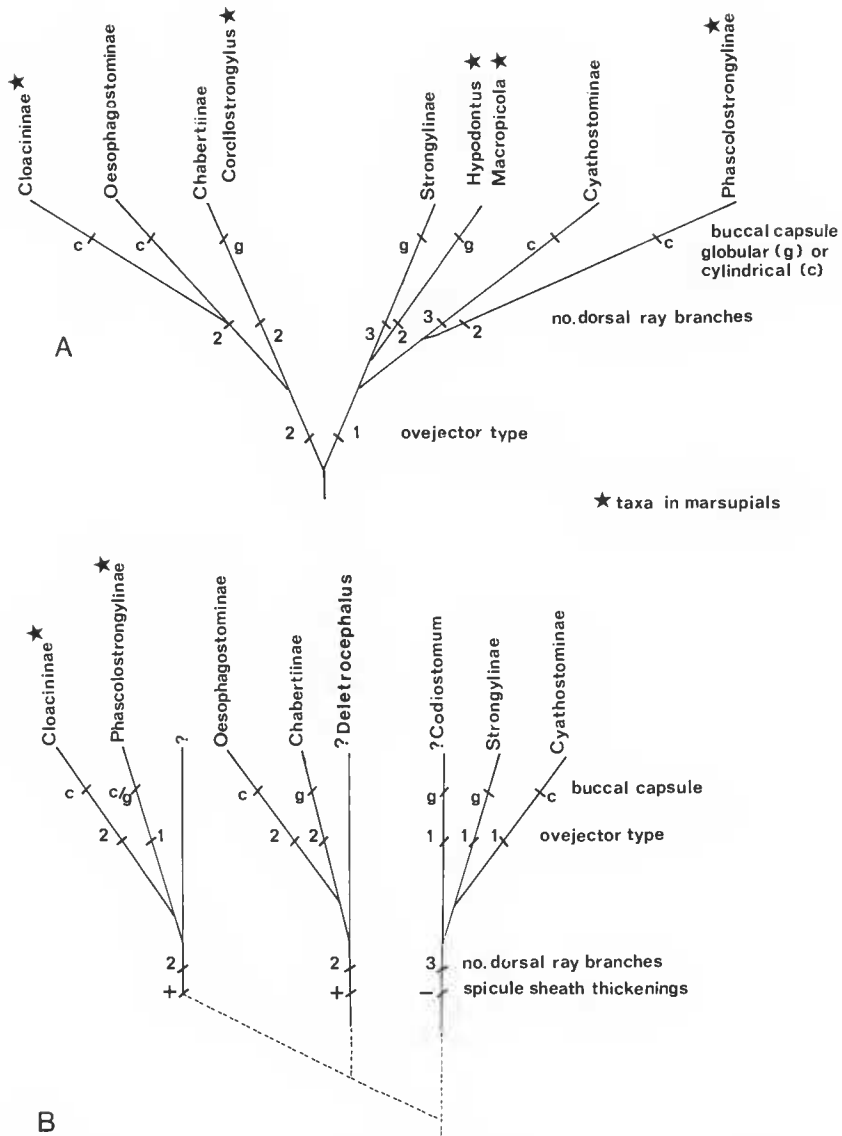 Cloacininae ★
Oesophagostominae
Chabertiinae
Corollostrongylus ★
Strongylinae
Hypodontus ★
Macropicola ★
Cyathostominae
Phascolostrongylinae ★
c c g g g c c
buccal capsule
globular (g) or
cylindrical (c)
2 2 3 2 3 2
no. dorsal ray branches
A
2 1
ovejector type
★ taxa in marsupials
Cloacininae ★
Phascolostrongylinae ★
?
Oesophagostominae
Chabertiinae
? Deletrocephalus
? Codiostomum
Strongylinae
Cyathostominae
c c/g c g g g c
buccal capsule
2 1 2 2 1 1 1
ovejector type
2 2 3
no. dorsal ray branches
+ + −
spicule sheath thickenings
B